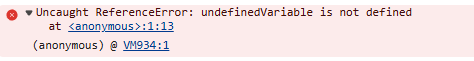 Uncaught ReferenceError: undefinedVariable is not defined
at <anonymous>:1:13
(anonymous) @ VM934:1